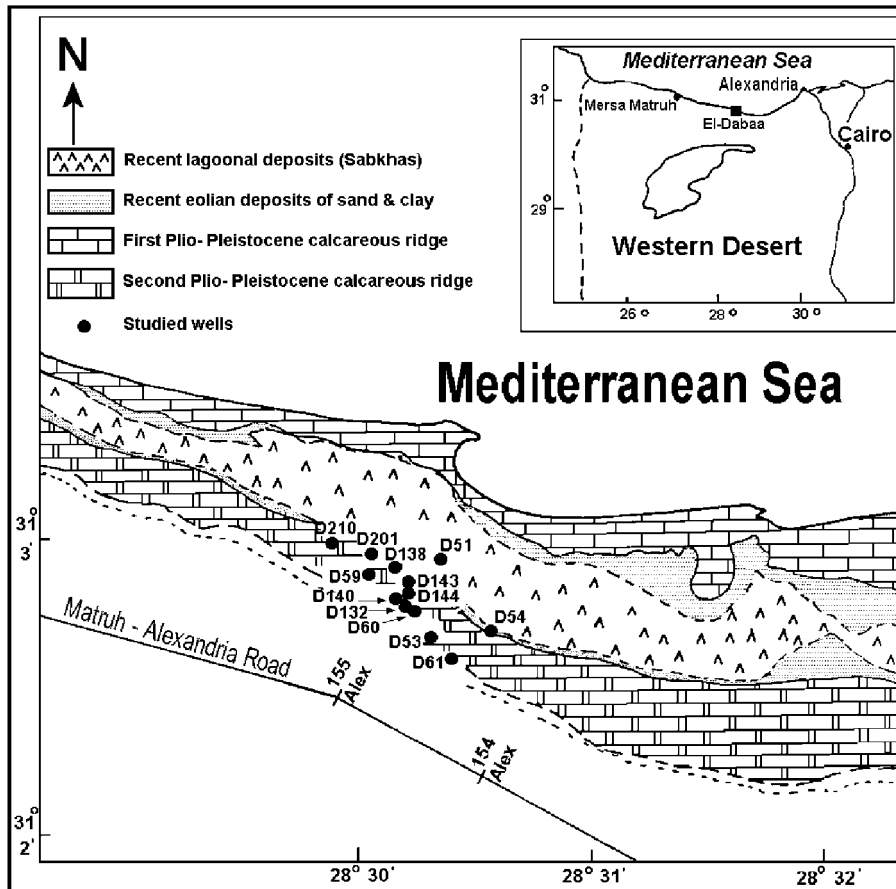 N
Recent lagoonal deposits (Sabkhas)
Recent eolian deposits of sand & clay
First Plio- Pleistocene calcareous ridge
Second Plio- Pleistocene calcareous ridge
Studied wells
Mediterranean Sea
Alexandria
31°
Mersa Matruh
El-Dabaa
Cairo
29°
Western Desert
26° 28° 30°
Mediterranean Sea
31° 3'
D210
D201
D138
D51
D59
D143
D140
D144
D132
D60
D54
D53
D61
Matruh - Alexandria Road
155
Alex
154
Alex
31° 2'
28° 30' 28° 31' 28° 32'